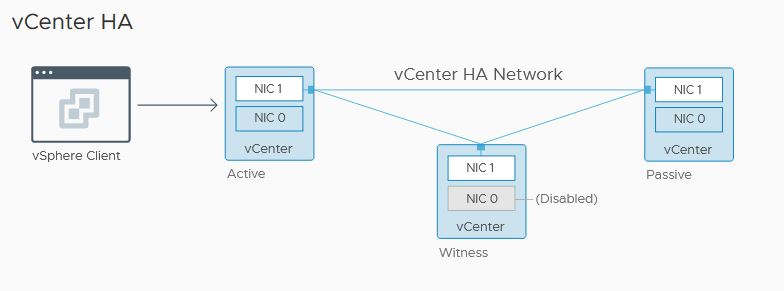 vCenter HA
vSphere Client
NIC 1
NIC 0
vCenter
Active
vCenter HA Network
NIC 1
NIC 0
vCenter
Passive
NIC 1
NIC 0
(Disabled)
vCenter
Witness